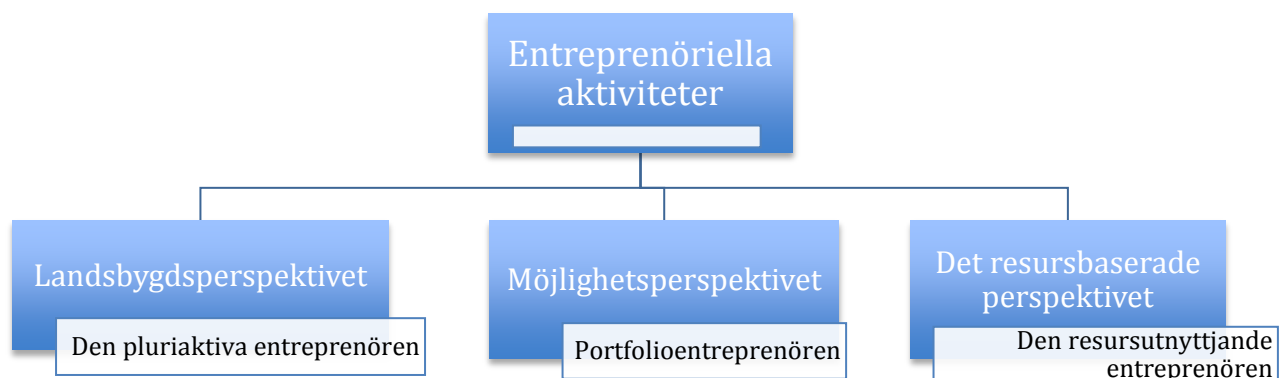 Entreprenöriella
aktiviteter
Landsbygdsperspektivet
Den pluriaktiva entreprenören
Möjlighetsperspektivet
Portfolioentreprenören
Det resursbaserade
perspektivet
Den resursutnyttjande
entreprenören